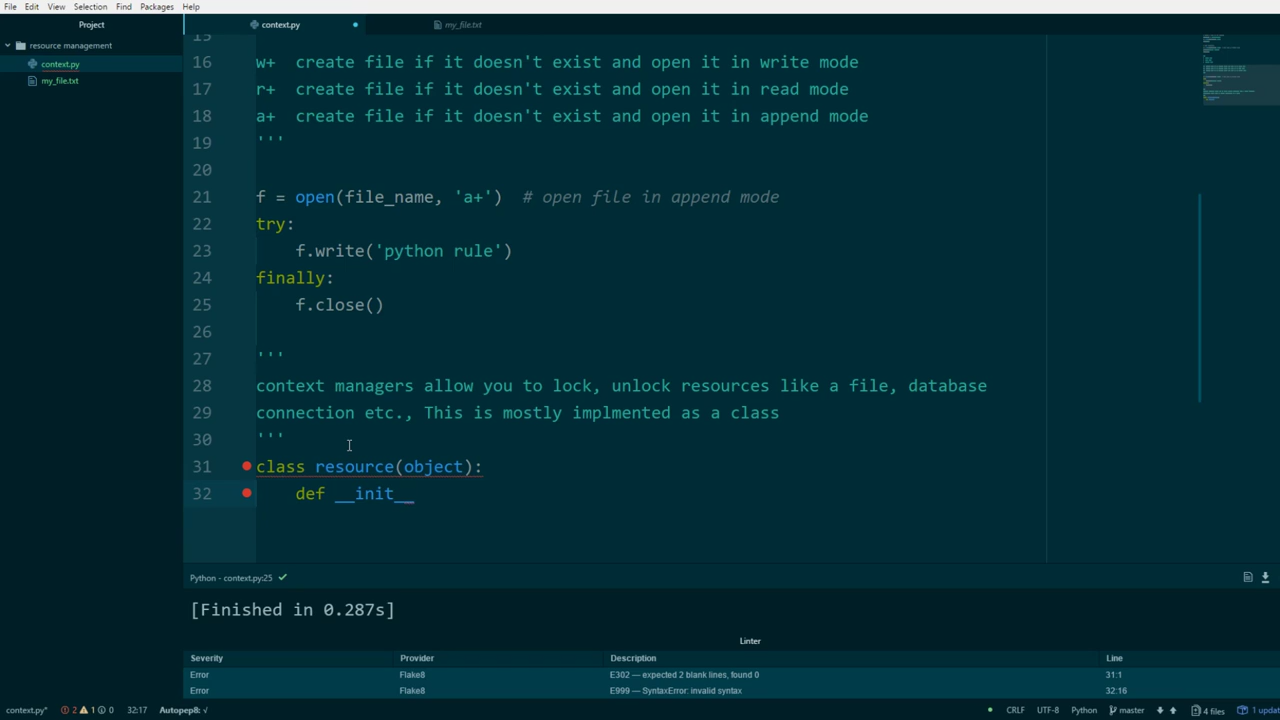 File Edit View Selection Find Packages Help
Project
context.py
my_file.txt
resource management
context.py
my_file.txt
15
16 w+ create file if it doesn't exist and open it in write mode
17 r+ create file if it doesn't exist and open it in read mode
18 a+ create file if it doesn't exist and open it in append mode
19 '''
20
21 f = open(file_name, 'a+') # open file in append mode
22 try:
23 f.write('python rule')
24 finally:
25 f.close()
26
27 '''
28 context managers allow you to lock, unlock resources like a file, database
29 connection etc., This is mostly implmented as a class
30 '''
31 class resource(object):
32 def __init__
Python - context.py:25 ✓
[Finished in 0.287s]
Linter
Severity Provider Description Line
Error Flake8 E302 — expected 2 blank lines, found 0 31:1
Error Flake8 E999 — SyntaxError: invalid syntax 32:16
context.py* 2 1 0 32:17 Autopep8: √ CRLF UTF-8 Python master 4 files 1 updat